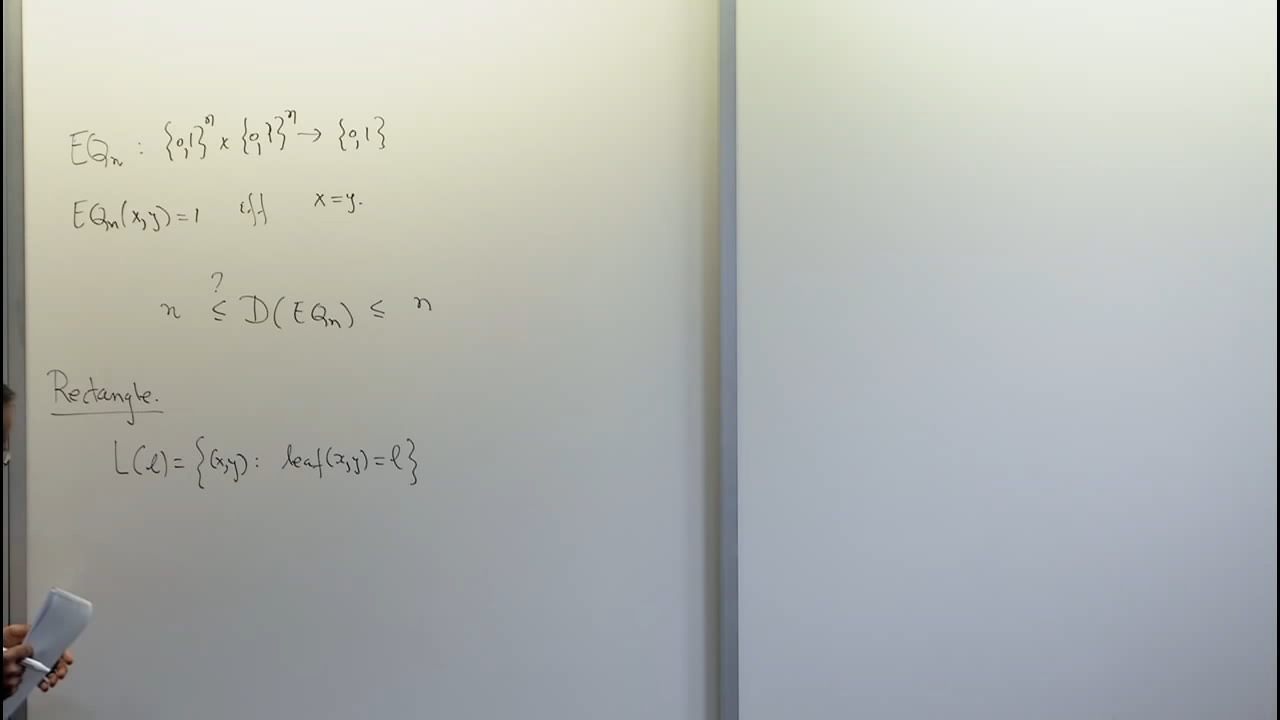 EQₙ : {0,1}ⁿ × {0,1}ⁿ → {0,1}
EQₙ(x,y)=1 iff x=y.
?
n ≤ D(EQₙ) ≤ n
Rectangle.
L(ℓ) = {(x,y) : leaf(x,y)=ℓ}